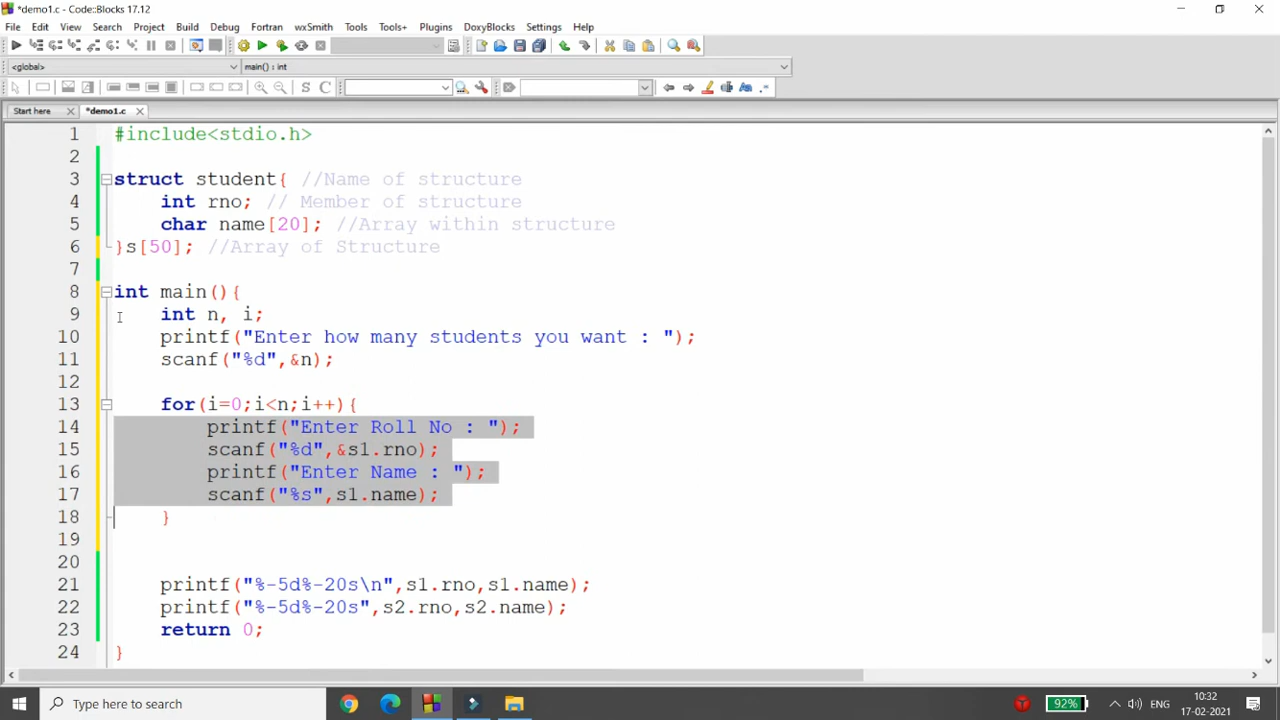 *demo1.c - Code::Blocks 17.12
File Edit View Search Project Build Debug Fortran wxSmith Tools Tools+ Plugins DoxyBlocks Settings Help
<global> main() : int
S C
Start here *demo1.c
1 #include<stdio.h>
2
3 struct student{ //Name of structure
4 int rno; // Member of structure
5 char name[20]; //Array within structure
6 }s[50]; //Array of Structure
7
8 int main(){
9 int n, i;
10 printf("Enter how many students you want : ");
11 scanf("%d",&n);
12
13 for(i=0;i<n;i++){
14 printf("Enter Roll No : ");
15 scanf("%d",&s1.rno);
16 printf("Enter Name : ");
17 scanf("%s",s1.name);
18 }
19
20
21 printf("%-5d%-20s\n",s1.rno,s1.name);
22 printf("%-5d%-20s",s2.rno,s2.name);
23 return 0;
24 }
Type here to search 92% ENG 10:32
17-02-2021